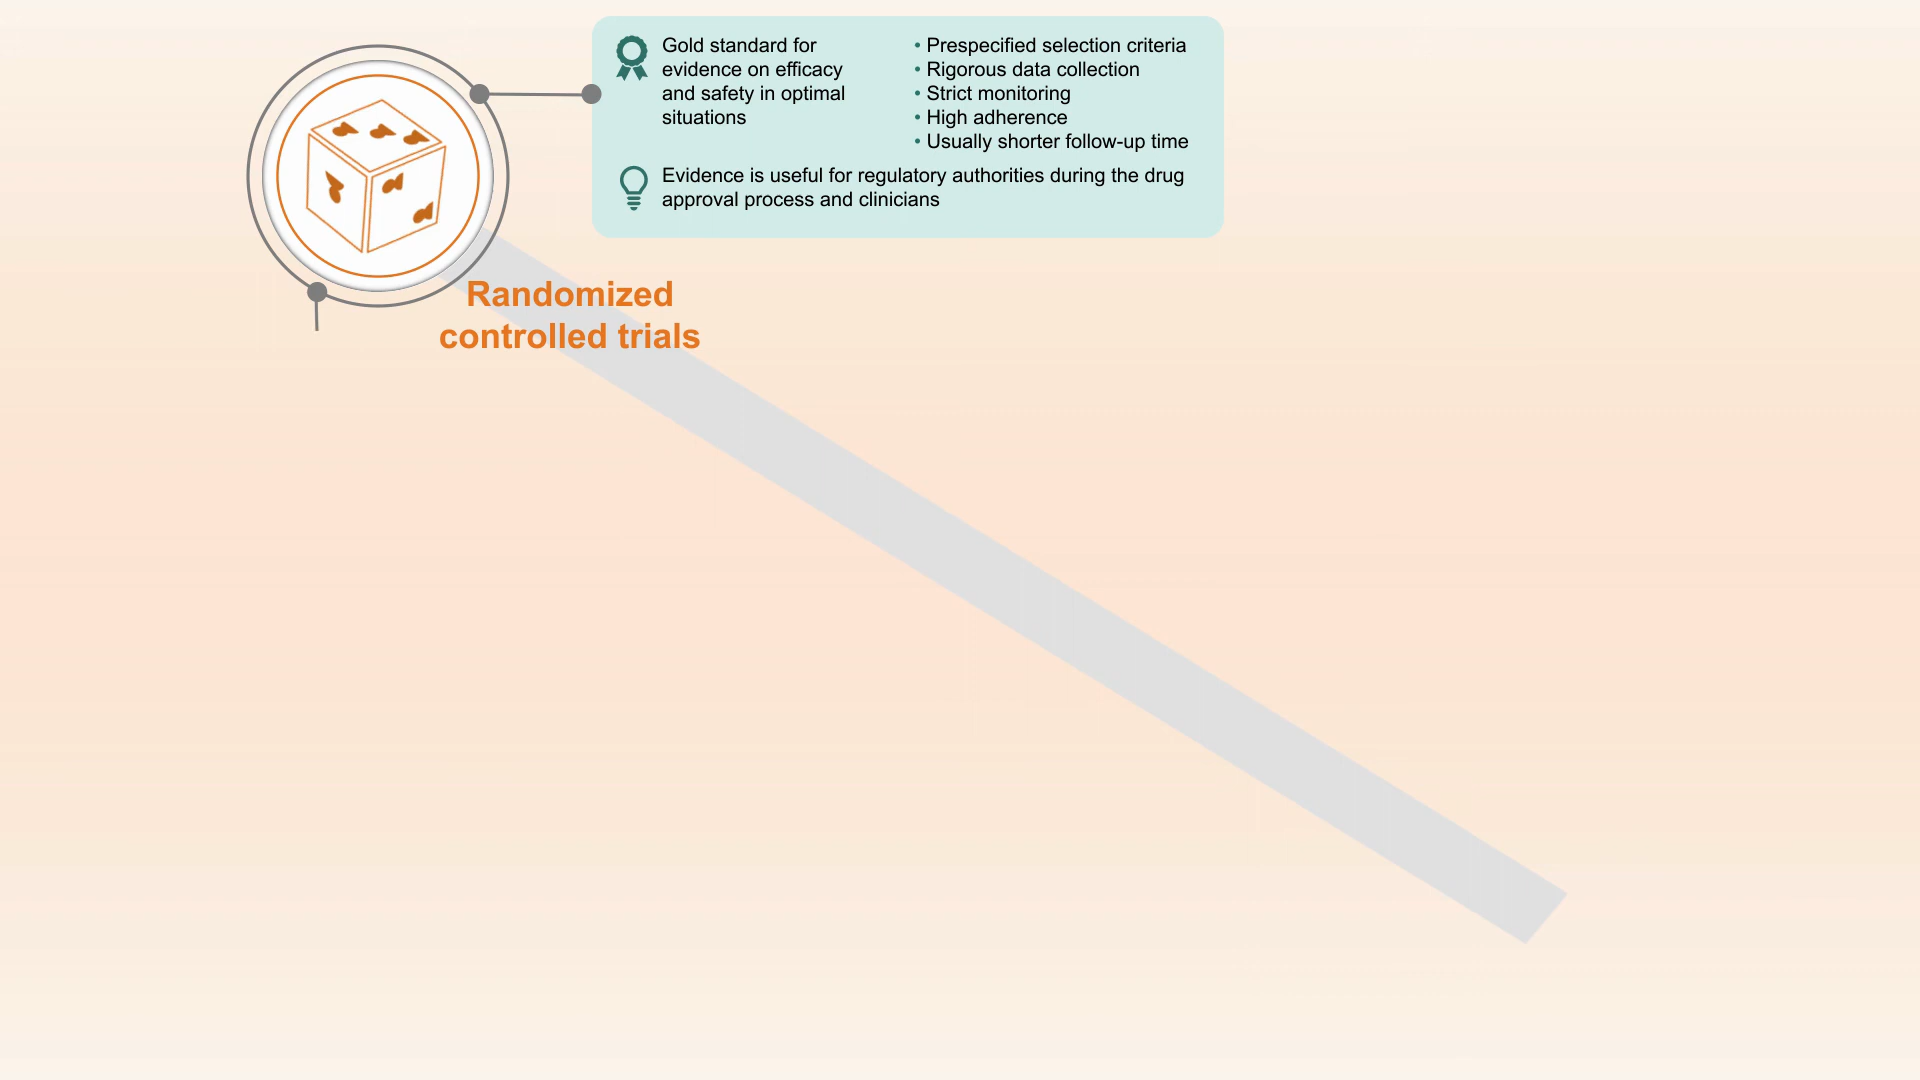 Gold standard for
evidence on efficacy
and safety in optimal
situations
• Prespecified selection criteria
• Rigorous data collection
• Strict monitoring
• High adherence
• Usually shorter follow-up time
Evidence is useful for regulatory authorities during the drug
approval process and clinicians
Randomized
controlled trials